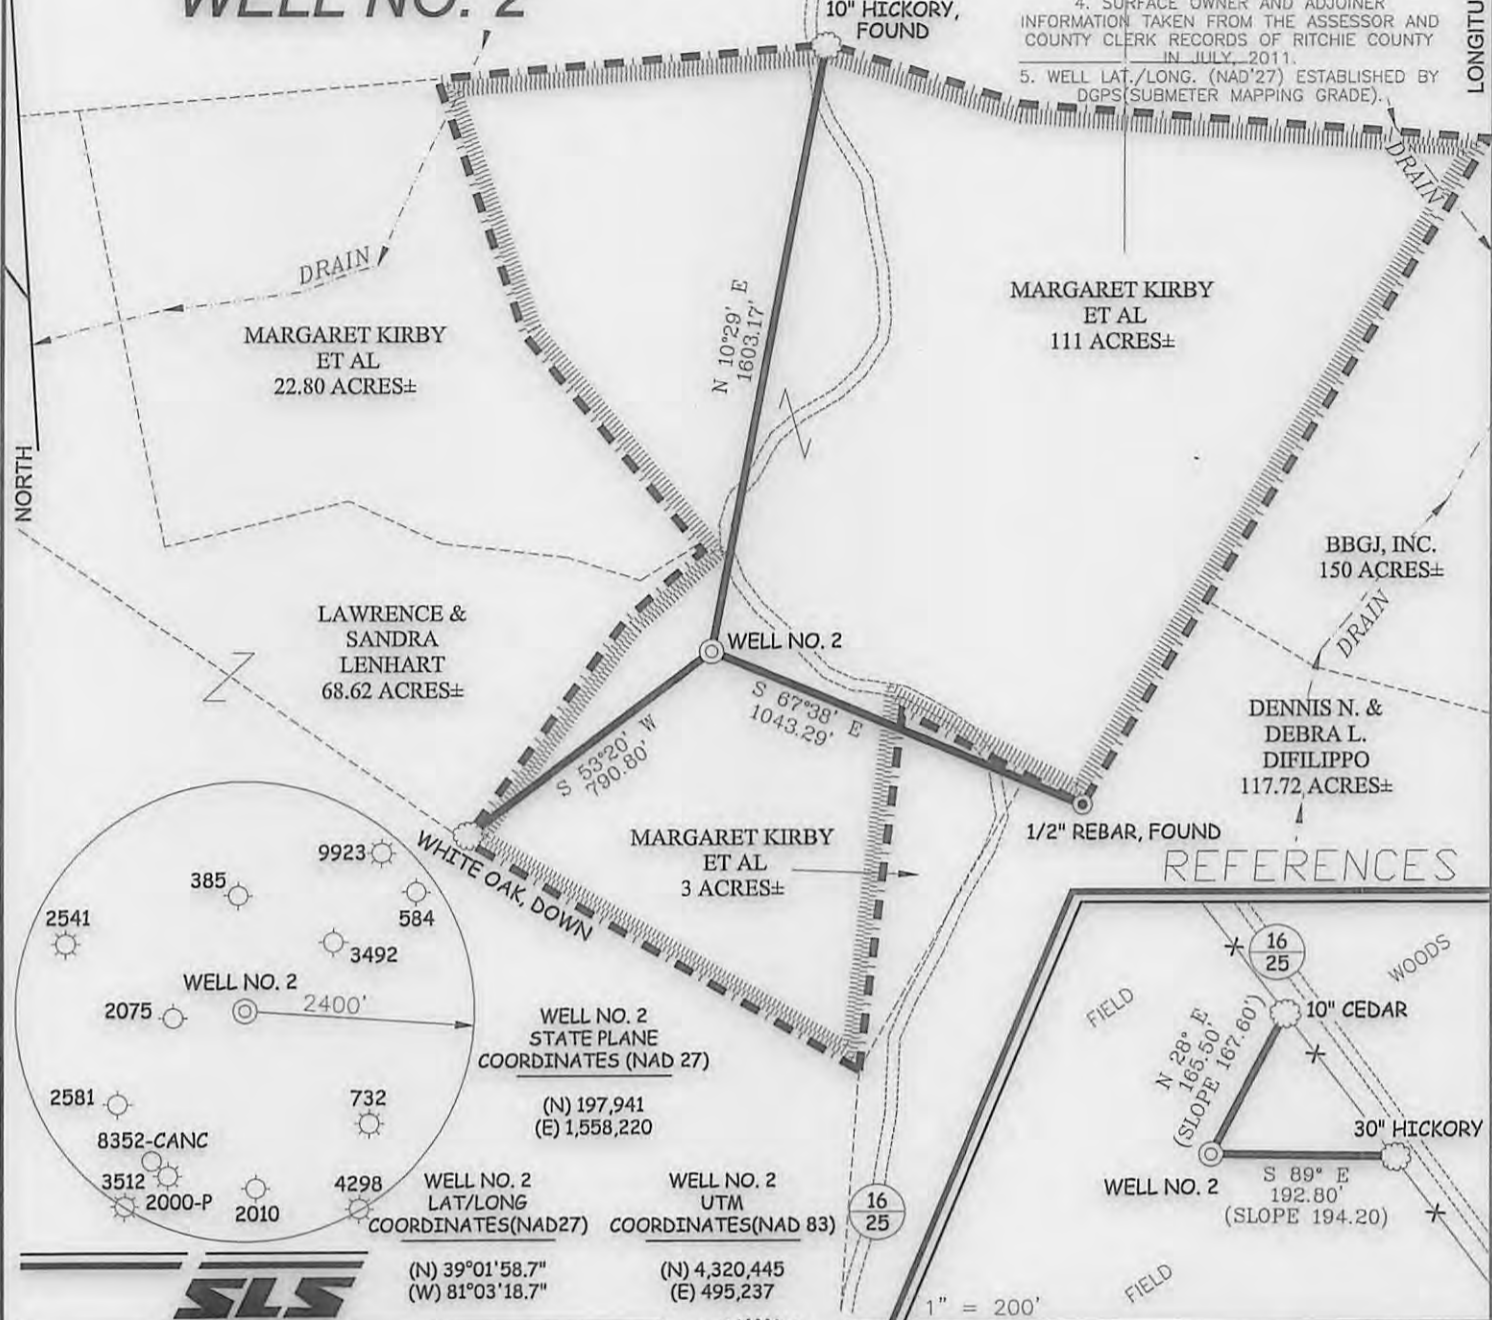 WELL NO. 2
10" HICKORY,
FOUND
4. SURFACE OWNER AND ADJOINER
INFORMATION TAKEN FROM THE ASSESSOR AND
COUNTY CLERK RECORDS OF RITCHIE COUNTY
IN JULY, 2011.
5. WELL LAT./LONG. (NAD'27) ESTABLISHED BY
DGPS(SUBMETER MAPPING GRADE).
LONGITU
DRAIN
DRAIN
MARGARET KIRBY
ET AL
22.80 ACRES±
N 10°29' E
1603.17'
MARGARET KIRBY
ET AL
111 ACRES±
NORTH
BBGJ, INC.
150 ACRES±
DRAIN
LAWRENCE &
SANDRA
LENHART
68.62 ACRES±
WELL NO. 2
S 67°38' E
1043.29'
S 53°20' W
790.80'
DENNIS N. &
DEBRA L.
DIFILIPPO
117.72 ACRES±
1/2" REBAR, FOUND
WHITE OAK, DOWN
MARGARET KIRBY
ET AL
3 ACRES±
REFERENCES
9923
385
584
2541
3492
WELL NO. 2
2400'
2075
2581
732
8352-CANC
3512
2000-P
2010
4298
WELL NO. 2
STATE PLANE
COORDINATES (NAD 27)
(N) 197,941
(E) 1,558,220
WELL NO. 2
LAT/LONG
COORDINATES(NAD27)
(N) 39°01'58.7"
(W) 81°03'18.7"
WELL NO. 2
UTM
COORDINATES(NAD 83)
(N) 4,320,445
(E) 495,237
16
25
16
25
WOODS
FIELD
10" CEDAR
N 28° E
165.50'
(SLOPE 167.60')
30" HICKORY
WELL NO. 2
S 89° E
192.80'
(SLOPE 194.20)
FIELD
1" = 200'
SLS